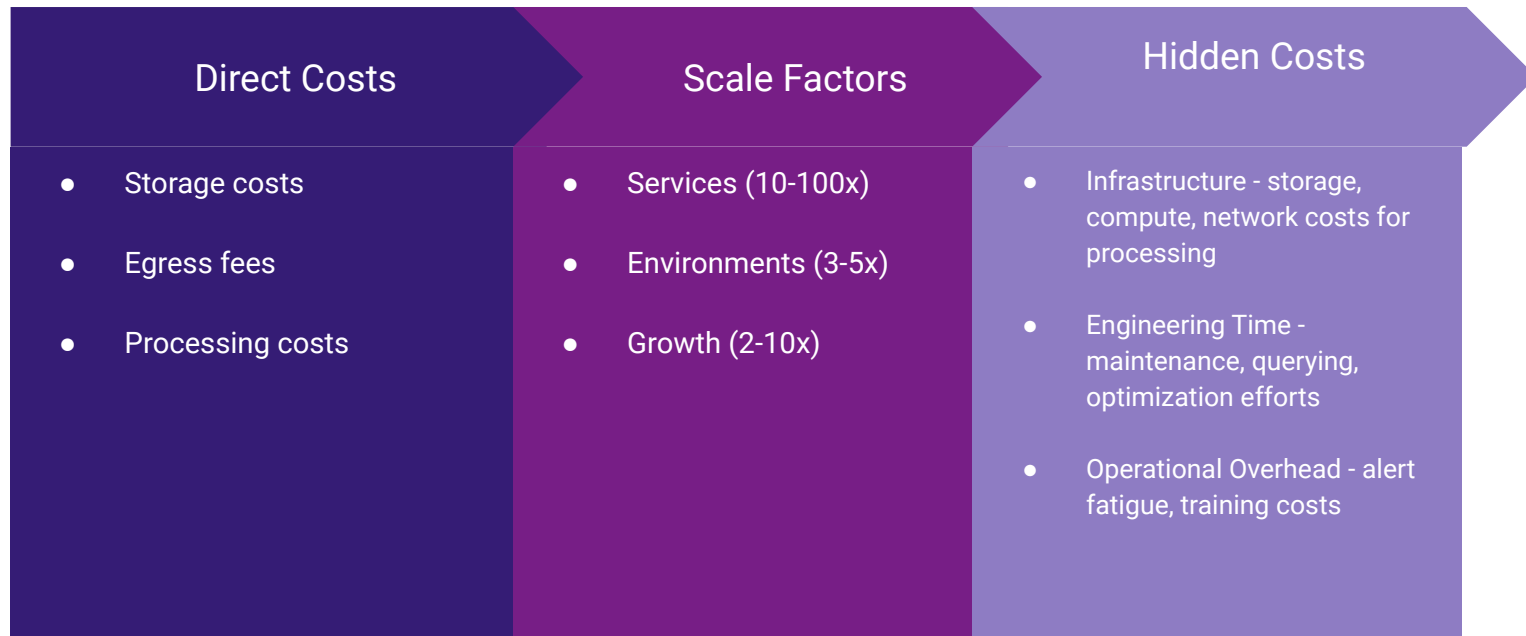 Direct Costs
● Storage costs
● Egress fees
● Processing costs
Scale Factors
● Services (10-100x)
● Environments (3-5x)
● Growth (2-10x)
Hidden Costs
● Infrastructure - storage,
compute, network costs for
processing
● Engineering Time -
maintenance, querying,
optimization efforts
● Operational Overhead - alert
fatigue, training costs